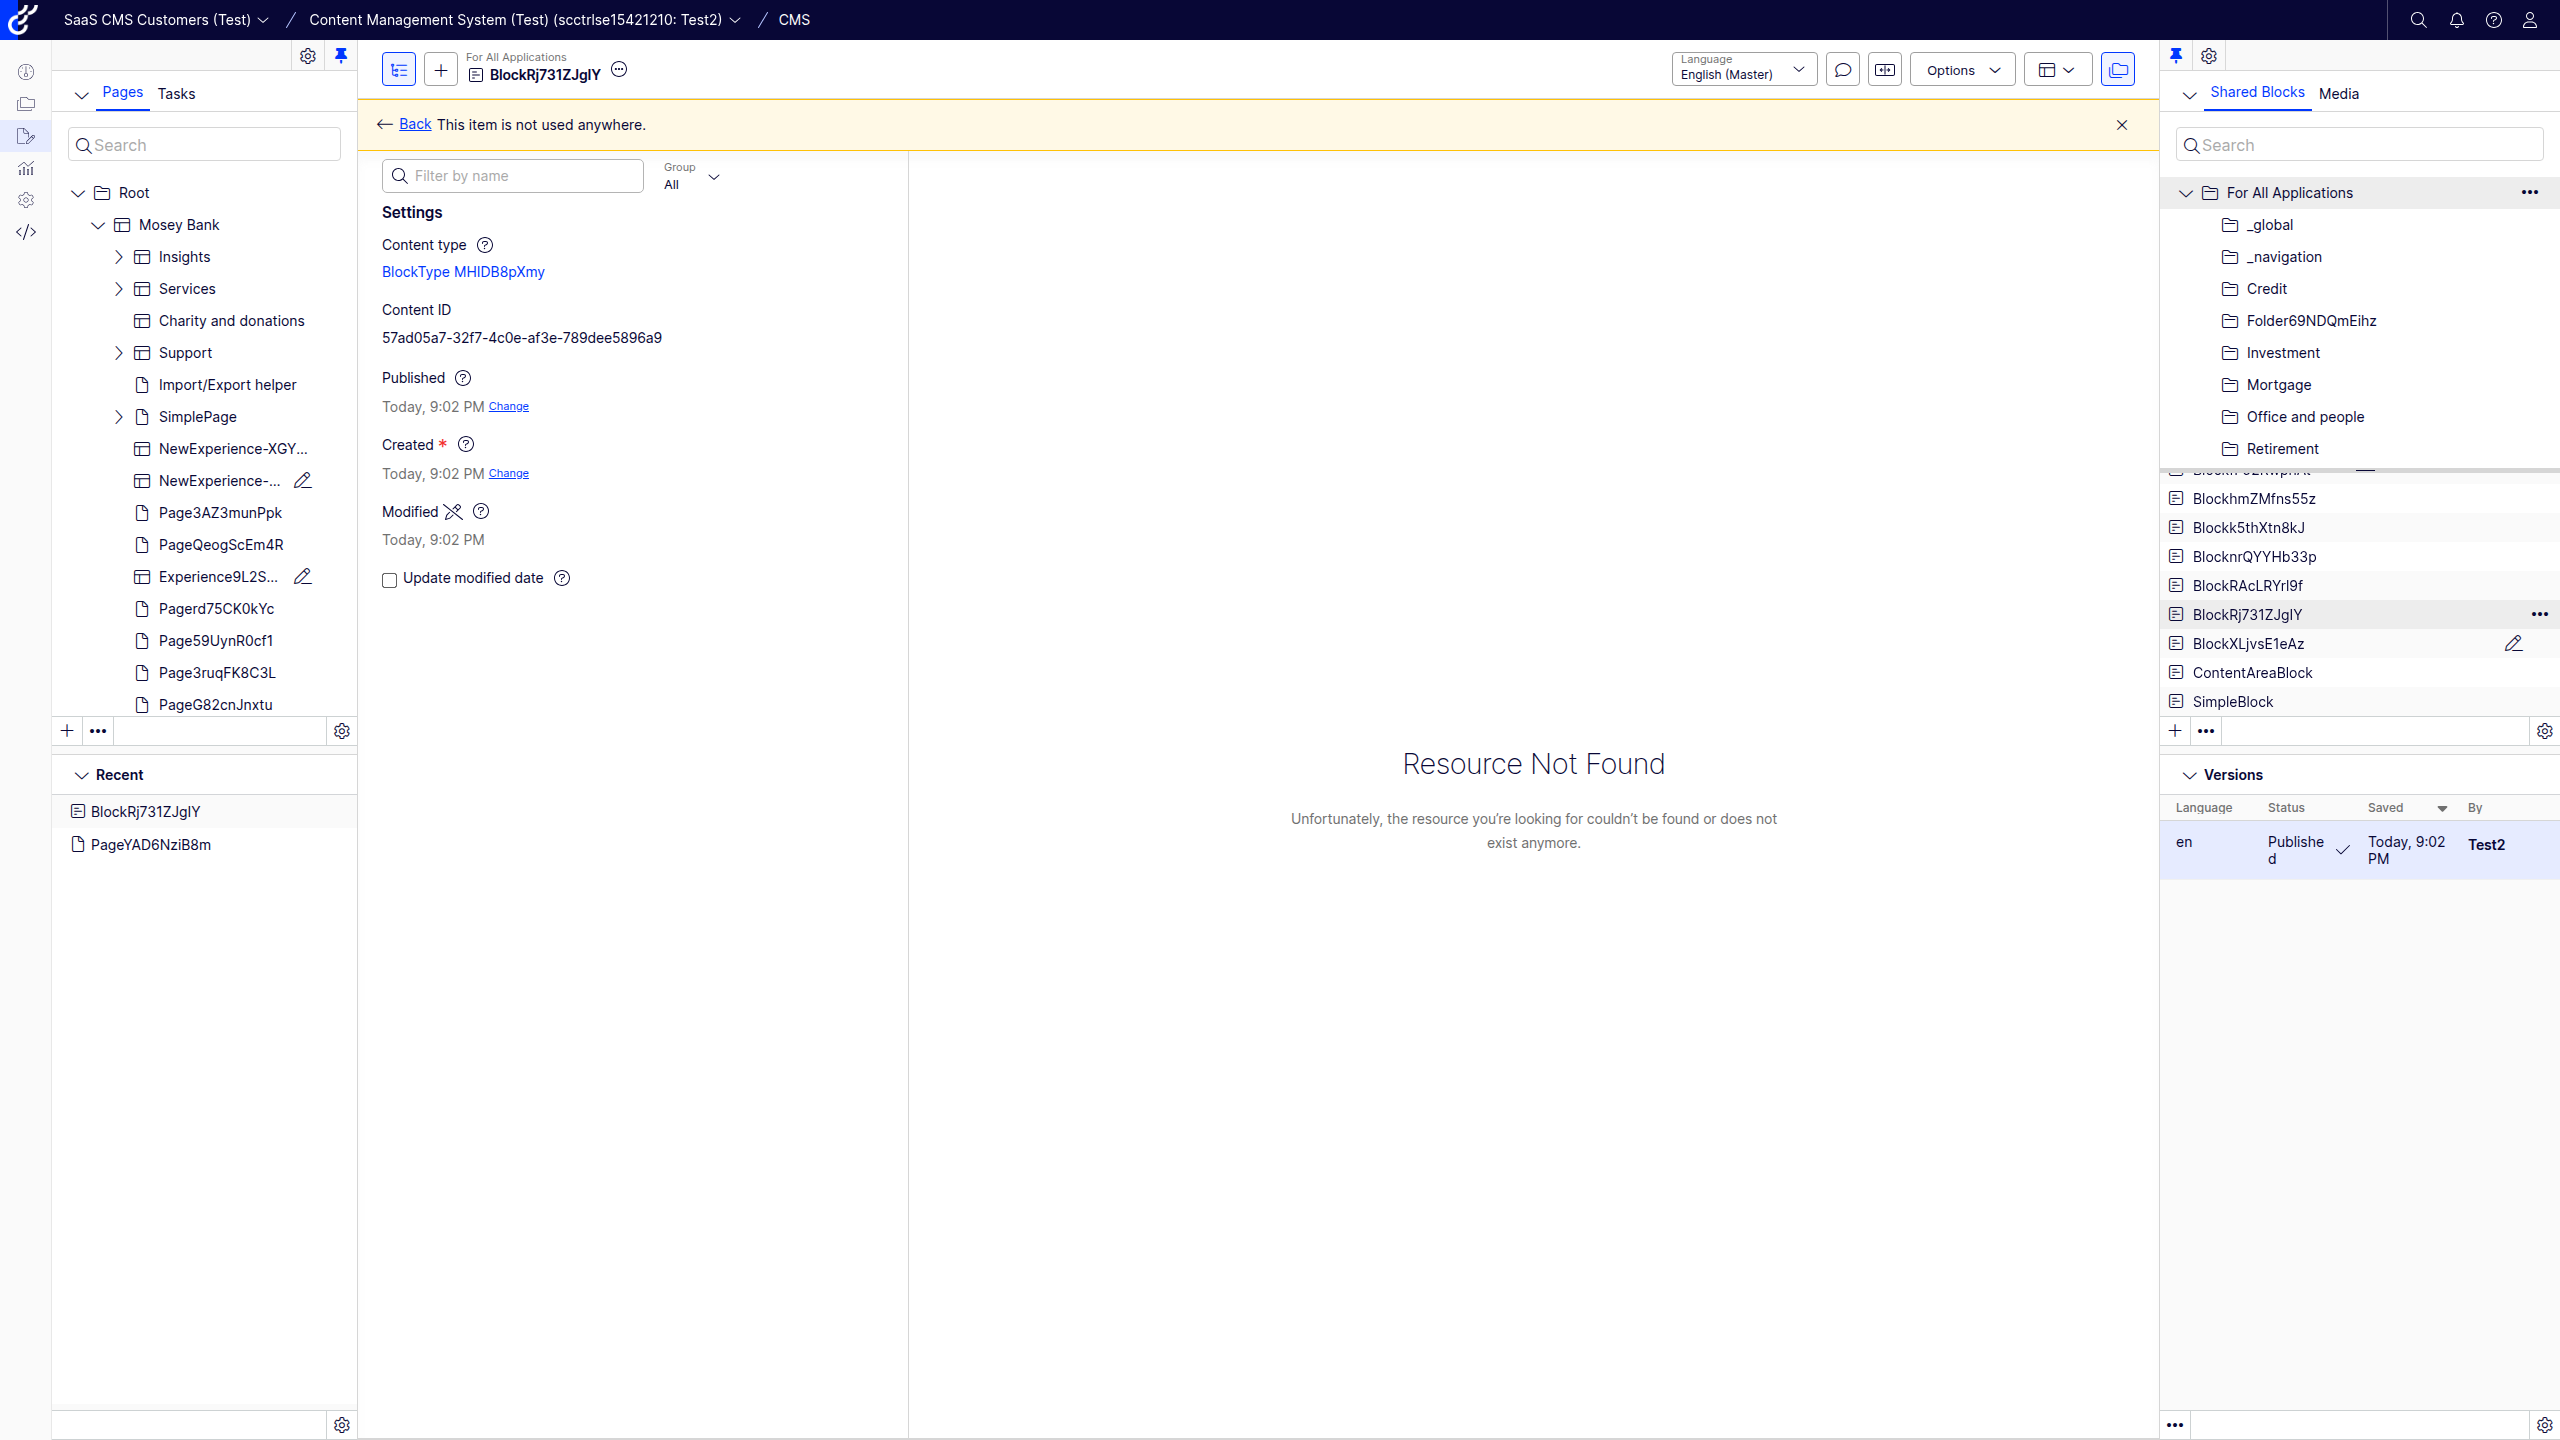 SaaS CMS Customers (Test)
Content Management System (Test) (scctrlse15421210: Test2)
CMS
Pages
Tasks
Search
Root
Mosey Bank
Insights
Services
Charity and donations
Support
Import/Export helper
SimplePage
NewExperience-XGY...
NewExperience-...
Page3AZ3munPpk
PageQeogScEm4R
Experience9L2S...
Pagerd75CK0kYc
Page59UynR0cf1
Page3ruqFK8C3L
PageG82cnJnxtu
Recent
BlockRj731ZJglY
PageYAD6NziB8m
For All Applications
BlockRj731ZJglY
Language
English (Master)
Options
Back This item is not used anywhere.
Filter by name
Group
All
Settings
Content type
BlockType MHIDB8pXmy
Content ID
57ad05a7-32f7-4c0e-af3e-789dee5896a9
Published
Today, 9:02 PM Change
Created *
Today, 9:02 PM Change
Modified
Today, 9:02 PM
Update modified date
Resource Not Found
Unfortunately, the resource you're looking for couldn't be found or does not
exist anymore.
Shared Blocks
Media
Search
For All Applications
_global
_navigation
Credit
Folder69NDQmEihz
Investment
Mortgage
Office and people
Retirement
BlockhmZMfns55z
Blockk5thXtn8kJ
BlocknrQYYHb33p
BlockRAcLRYrl9f
BlockRj731ZJglY
BlockXLjvsE1eAz
ContentAreaBlock
SimpleBlock
Versions
Language Status Saved By
en Publishe Today, 9:02 Test2
d PM